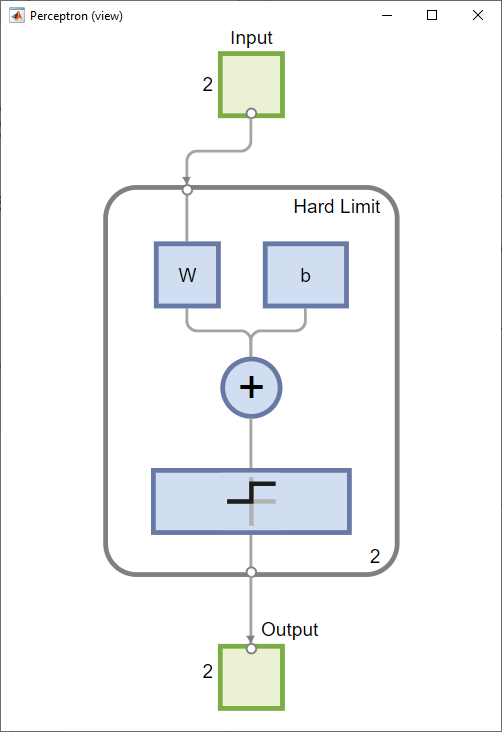 Perceptron (view)
Input
2
Hard Limit
W
b
+
2
Output
2